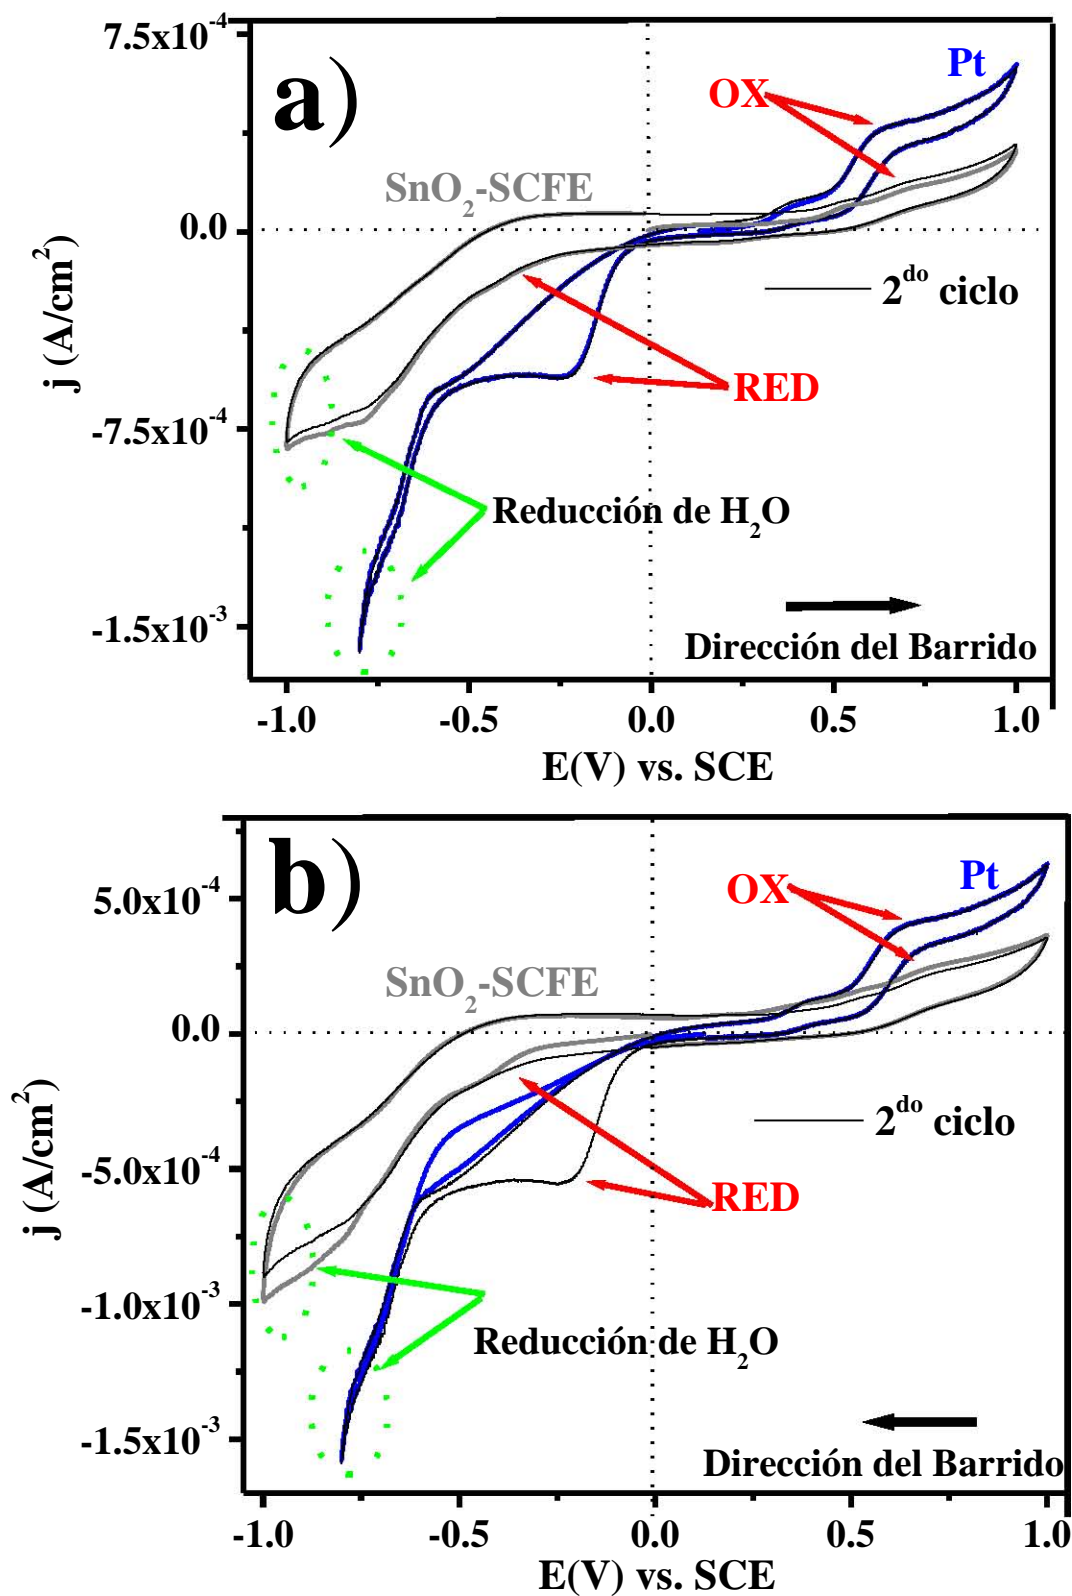 7.5x10⁻⁴
a)
Pt
OX
SnO₂-SCFE
0.0
2ᵈᵒ ciclo
j (A/cm²)
RED
-7.5x10⁻⁴
Reducción de H₂O
-1.5x10⁻³
Dirección del Barrido
-1.0 -0.5 0.0 0.5 1.0
E(V) vs. SCE
b)
Pt
OX
5.0x10⁻⁴
SnO₂-SCFE
0.0
2ᵈᵒ ciclo
j (A/cm²)
-5.0x10⁻⁴
RED
-1.0x10⁻³
Reducción de H₂O
-1.5x10⁻³
Dirección del Barrido
-1.0 -0.5 0.0 0.5 1.0
E(V) vs. SCE